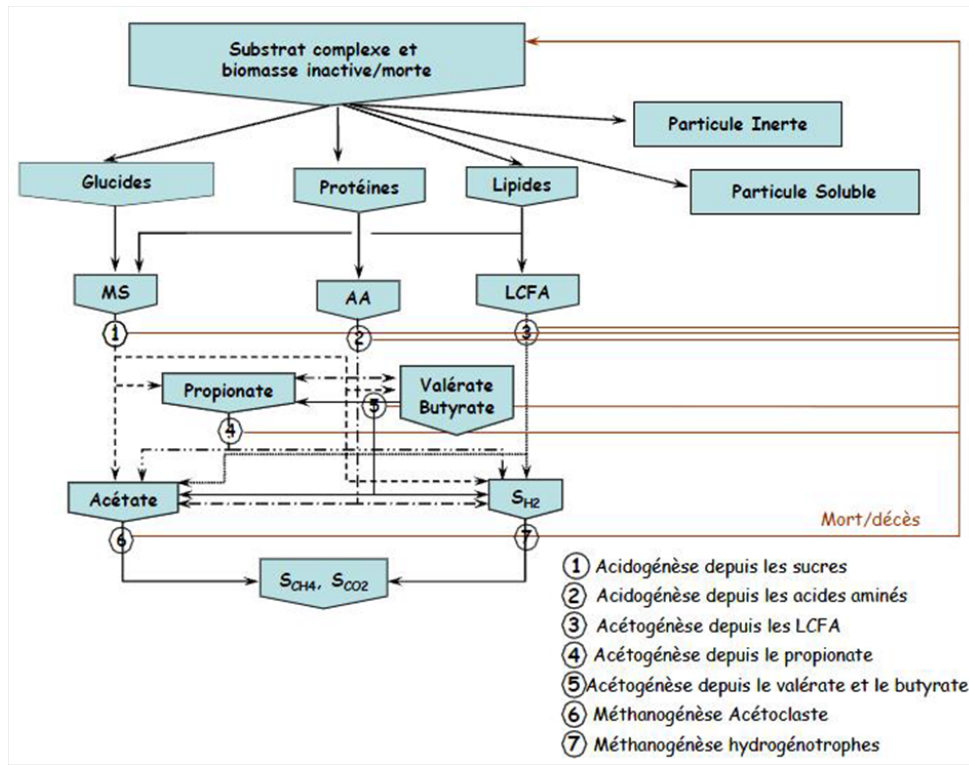 Substrat complexe et
biomasse inactive/morte
Particule Inerte
Glucides
Protéines
Lipides
Particule Soluble
MS
AA
LCFA
1
2
3
Propionate
Valérate
Butyrate
5
4
Acétate
S_H2
Mort/décès
6
7
S_CH4, S_CO2
1 Acidogénèse depuis les sucres
2 Acidogénèse depuis les acides aminés
3 Acétogénèse depuis les LCFA
4 Acétogénèse depuis le propionate
5 Acétogénèse depuis le valérate et le butyrate
6 Méthanogénèse Acétoclaste
7 Méthanogénèse hydrogénotrophes